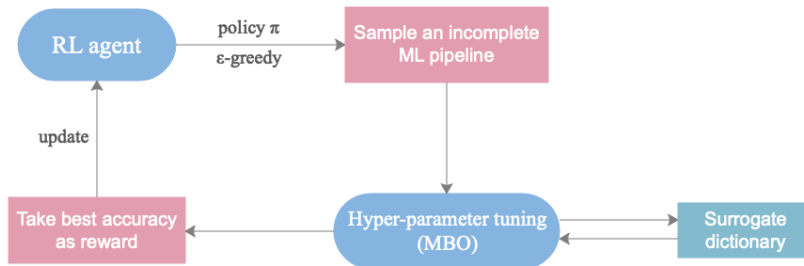 RL agent
policy π
ε-greedy
Sample an incomplete
ML pipeline
update
Take best accuracy
as reward
Hyper-parameter tuning
(MBO)
Surrogate
dictionary